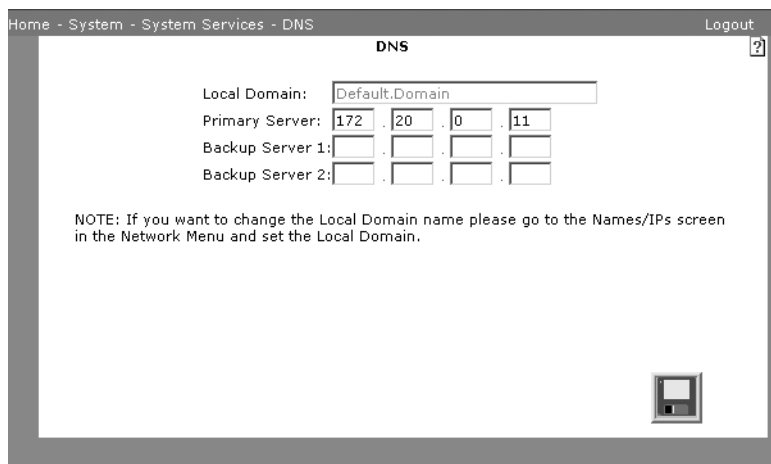 Home - System - System Services - DNS Logout
DNS
?
Local Domain: Default.Domain
Primary Server: 172 . 20 . 0 . 11
Backup Server 1: . . .
Backup Server 2: . . .
NOTE: If you want to change the Local Domain name please go to the Names/IPs screen
in the Network Menu and set the Local Domain.